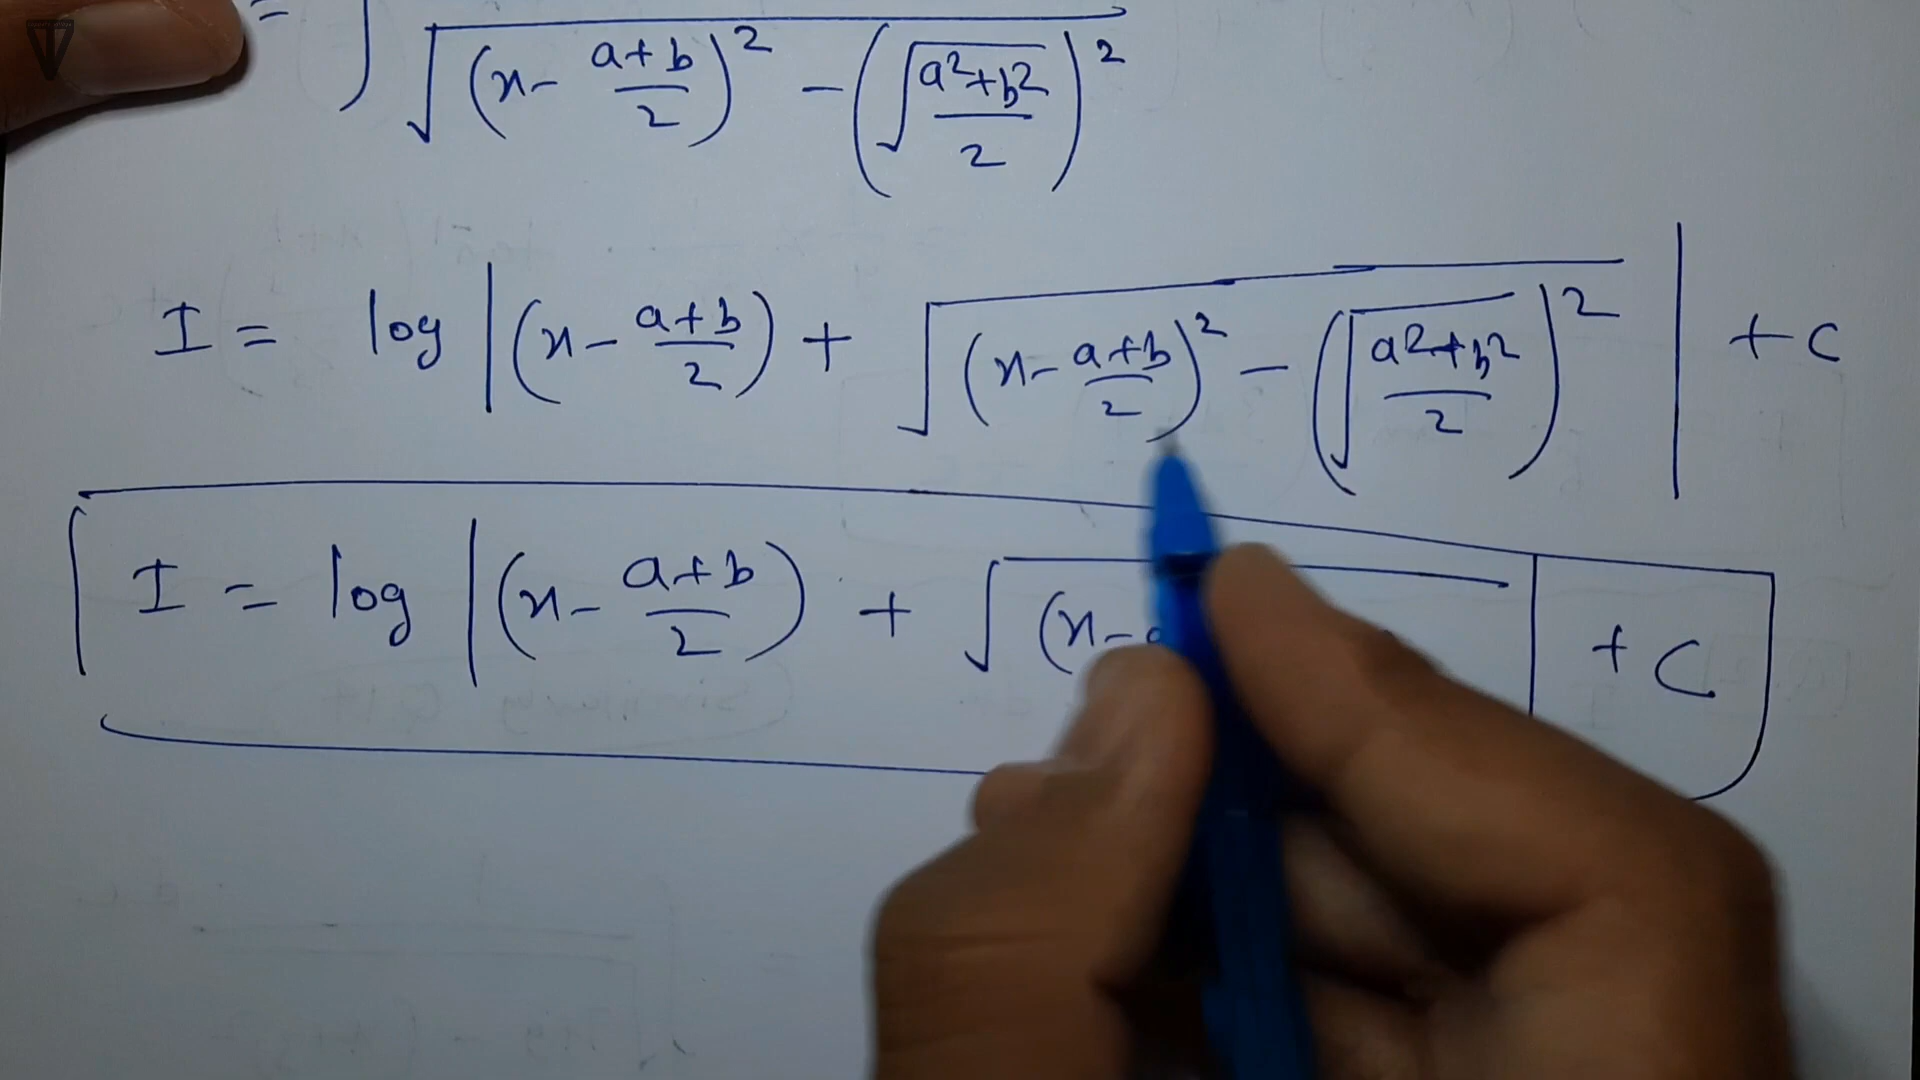 = ∫ √((x - (a+b)/2)² - (√((a²+b²)/2))²)
I = log |(x - (a+b)/2) + √((x - (a+b)/2)² - (√((a²+b²)/2))²)| + c
I = log |(x - (a+b)/2) + √((x -
+ C